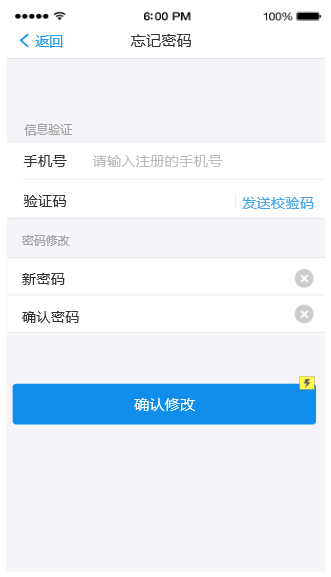 6:00 PM 100%
返回 忘记密码
信息验证
手机号 请输入注册的手机号
验证码 发送校验码
密码修改
新密码
确认密码
确认修改